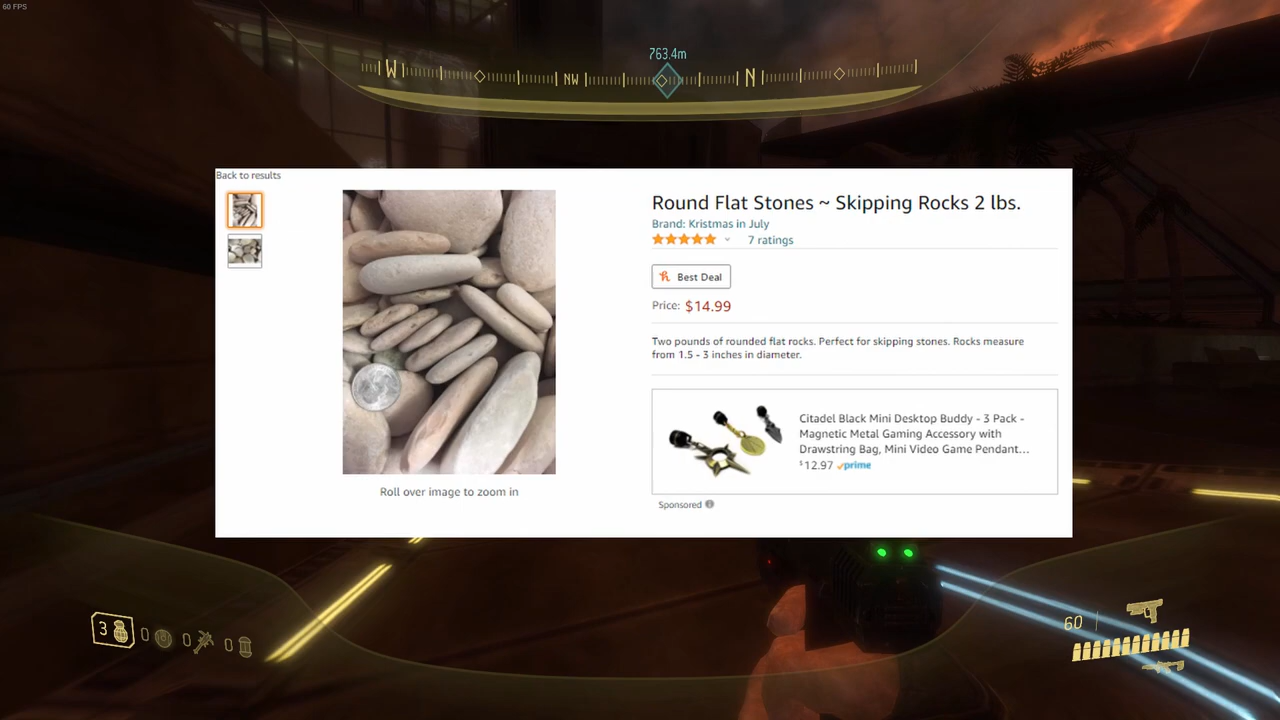 60 FPS
763.4m
W
NW
N
Back to results
Round Flat Stones ~ Skipping Rocks 2 lbs.
Brand: Kristmas in July
7 ratings
Best Deal
Price: $14.99
Two pounds of rounded flat rocks. Perfect for skipping stones. Rocks measure
from 1.5 - 3 inches in diameter.
Citadel Black Mini Desktop Buddy - 3 Pack -
Magnetic Metal Gaming Accessory with
Drawstring Bag, Mini Video Game Pendant...
$12.97 prime
Roll over image to zoom in
Sponsored
3 0 0 0
60